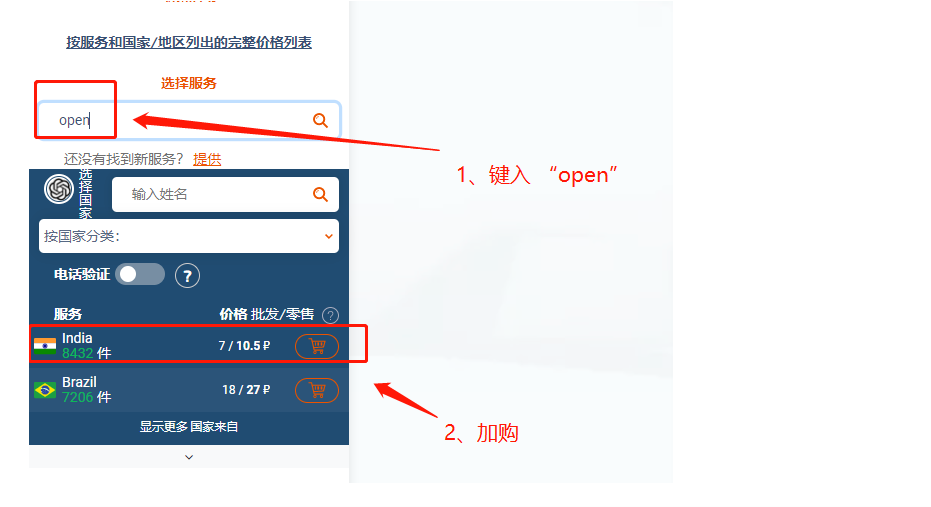 按服务和国家/地区列出的完整价格列表
选择服务
open
还没有找到新服务? 提供
选择国家
输入姓名
按国家分类:
电话验证
?
服务 价格 批发/零售 ?
India
8432 件
7 / 10.5 ₽
Brazil
7206 件
18 / 27 ₽
显示更多 国家来自
1、键入 “open”
2、加购